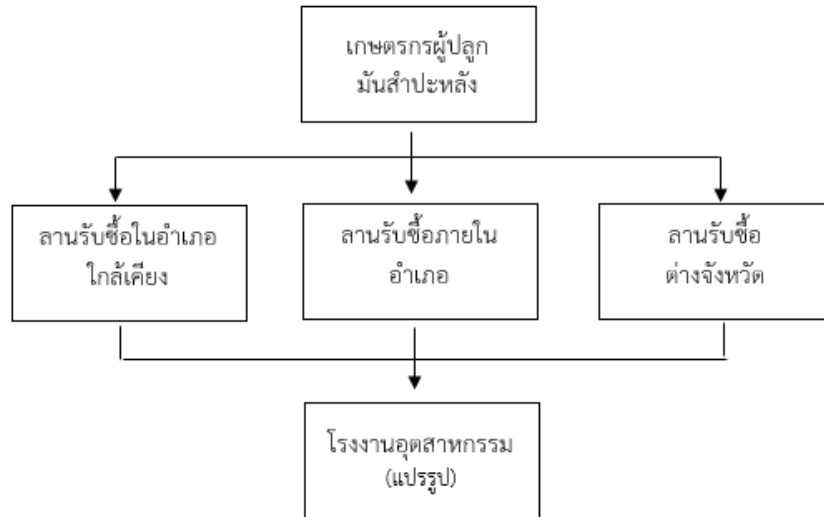 เกษตรกรผู้ปลูก
มันสำปะหลัง
ลานรับซื้อในอำเภอ
ใกล้เคียง
ลานรับซื้อภายใน
อำเภอ
ลานรับซื้อ
ต่างจังหวัด
โรงงานอุตสาหกรรม
(แปรรูป)